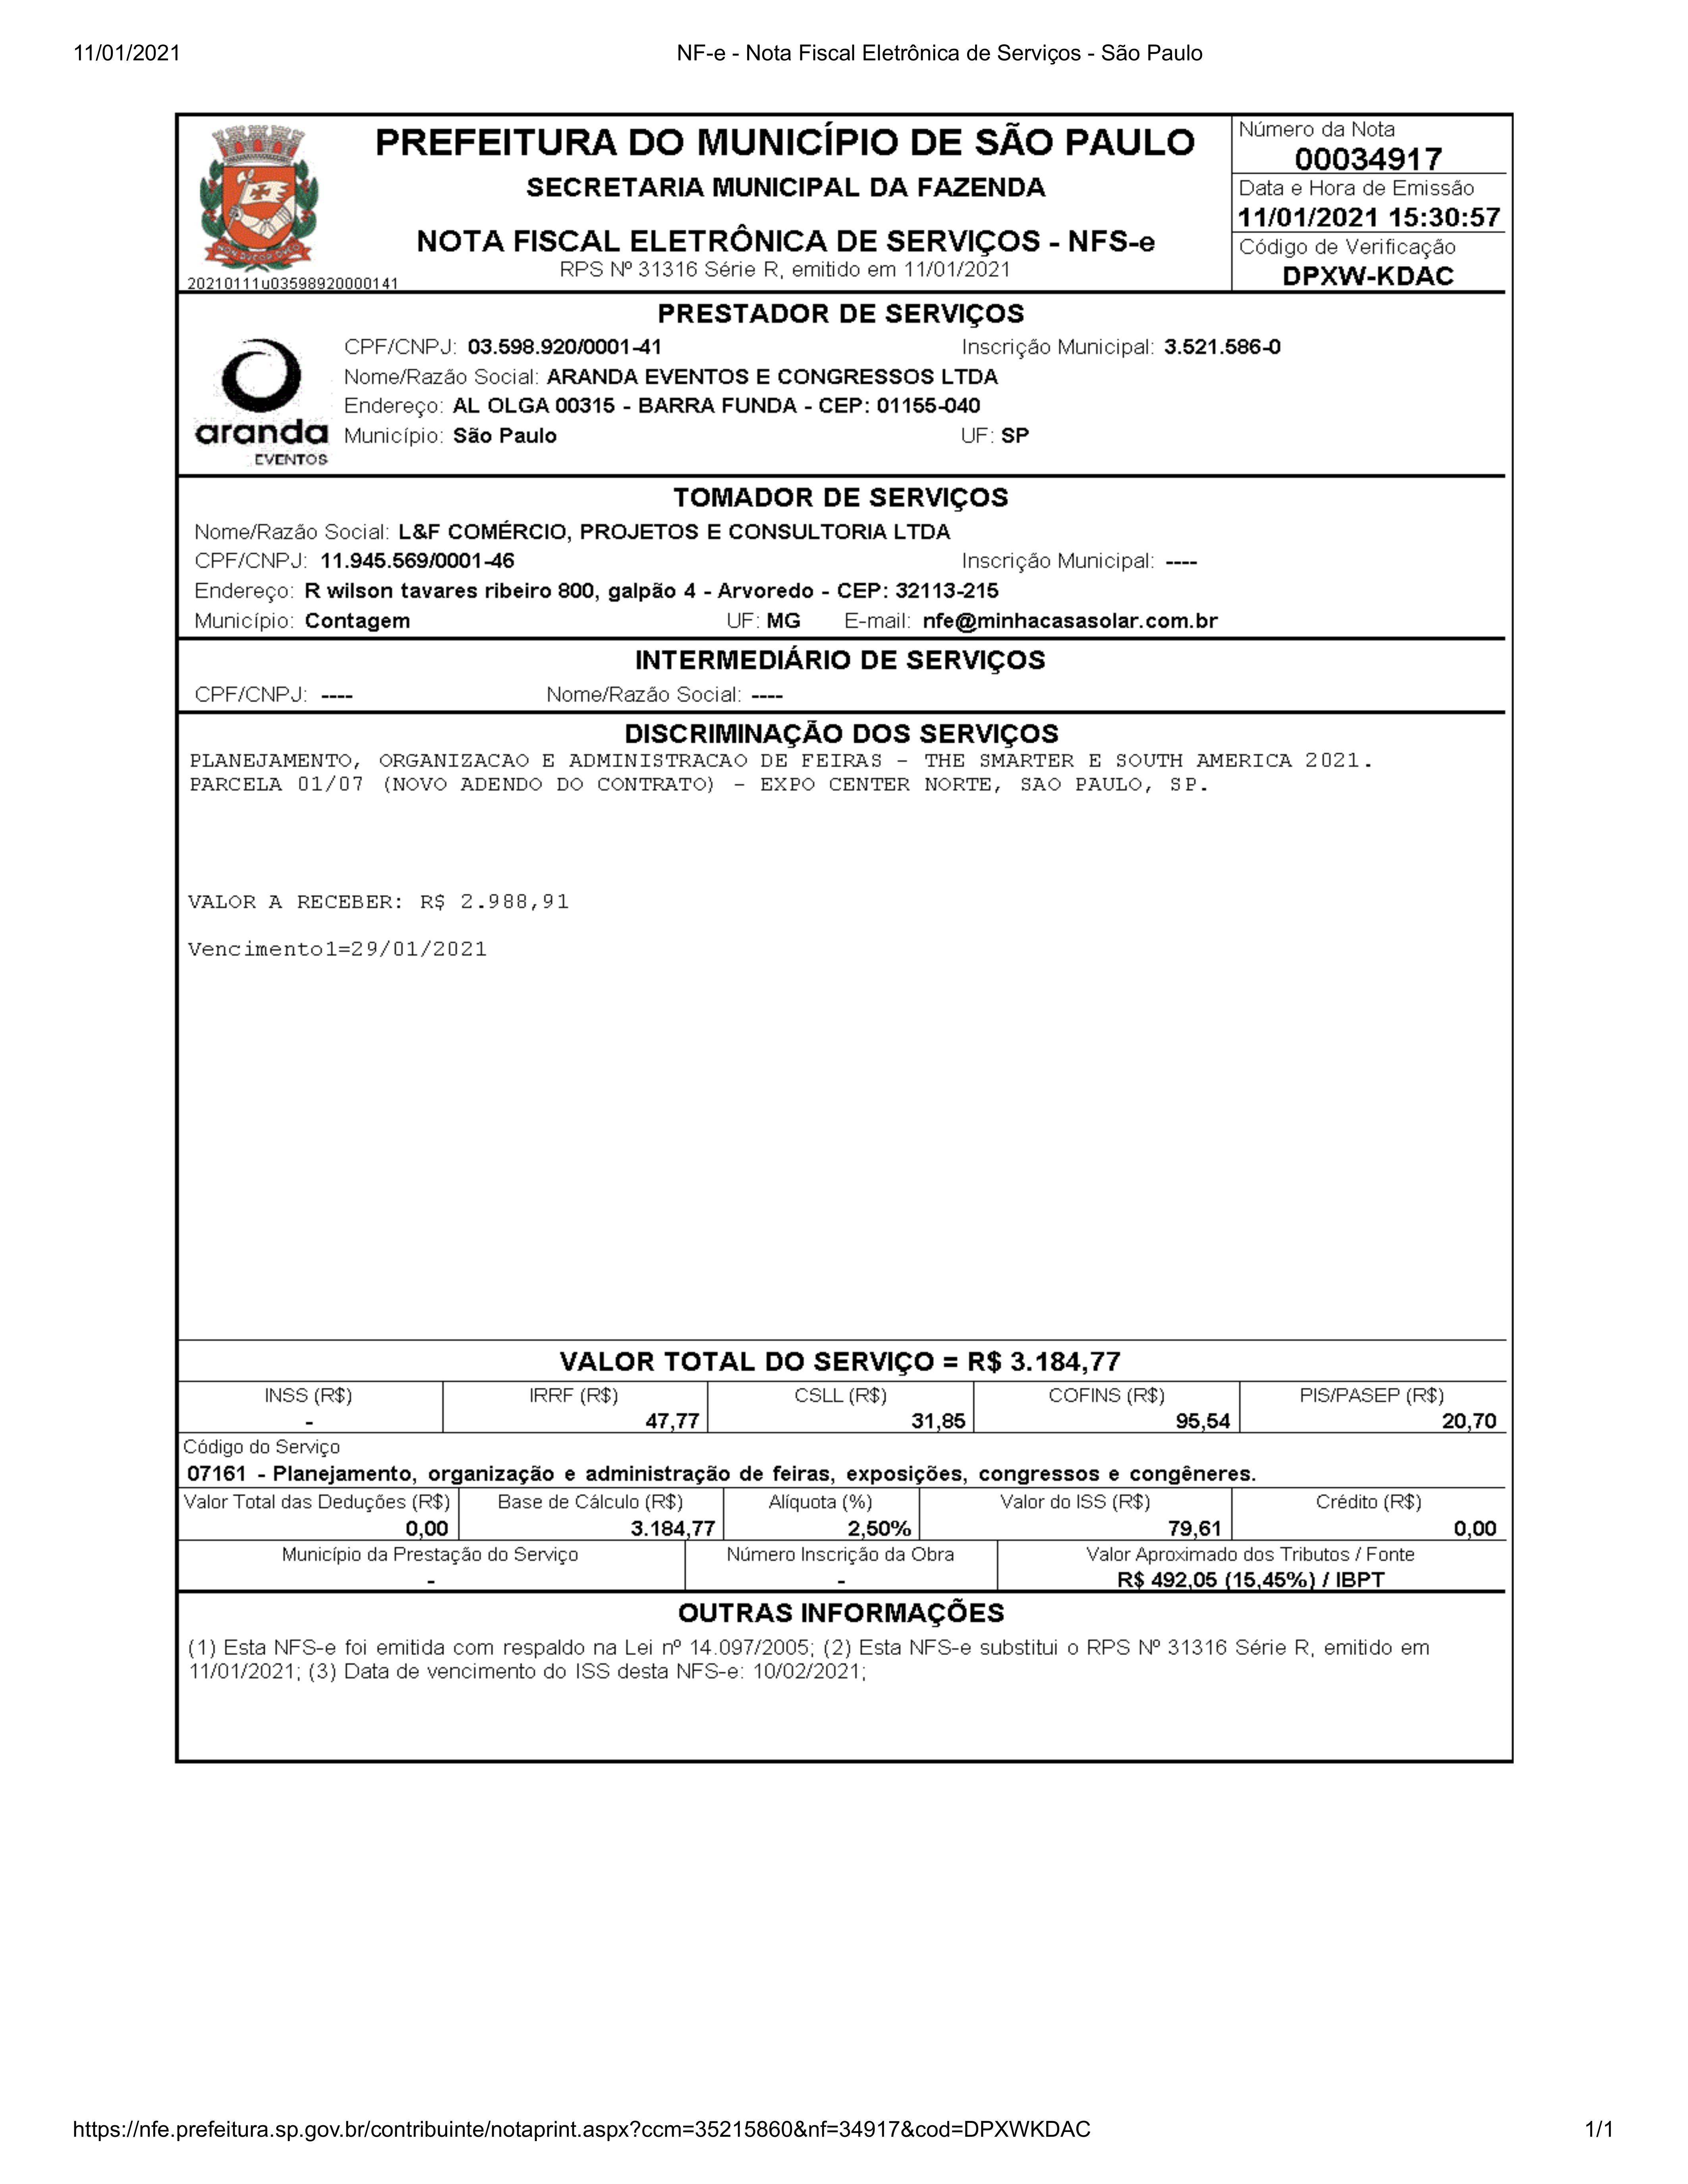 11/01/2021 NF-e - Nota Fiscal Eletrônica de Serviços - São Paulo
PREFEITURA DO MUNICÍPIO DE SÃO PAULO
SECRETARIA MUNICIPAL DA FAZENDA
NOTA FISCAL ELETRÔNICA DE SERVIÇOS - NFS-e
RPS Nº 31316 Série R, emitido em 11/01/2021
20210111u03598920000141
Número da Nota
00034917
Data e Hora de Emissão
11/01/2021 15:30:57
Código de Verificação
DPXW-KDAC
PRESTADOR DE SERVIÇOS
aranda
EVENTOS
CPF/CNPJ: 03.598.920/0001-41 Inscrição Municipal: 3.521.586-0
Nome/Razão Social: ARANDA EVENTOS E CONGRESSOS LTDA
Endereço: AL OLGA 00315 - BARRA FUNDA - CEP: 01155-040
Município: São Paulo UF: SP
TOMADOR DE SERVIÇOS
Nome/Razão Social: L&F COMÉRCIO, PROJETOS E CONSULTORIA LTDA
CPF/CNPJ: 11.945.569/0001-46 Inscrição Municipal: ----
Endereço: R wilson tavares ribeiro 800, galpão 4 - Arvoredo - CEP: 32113-215
Município: Contagem UF: MG E-mail: nfe@minhacasasolar.com.br
INTERMEDIÁRIO DE SERVIÇOS
CPF/CNPJ: ---- Nome/Razão Social: ----
DISCRIMINAÇÃO DOS SERVIÇOS
PLANEJAMENTO, ORGANIZACAO E ADMINISTRACAO DE FEIRAS - THE SMARTER E SOUTH AMERICA 2021.
PARCELA 01/07 (NOVO ADENDO DO CONTRATO) - EXPO CENTER NORTE, SAO PAULO, SP.
VALOR A RECEBER: R$ 2.988,91
Vencimento1=29/01/2021
VALOR TOTAL DO SERVIÇO = R$ 3.184,77
INSS (R$) IRRF (R$) CSLL (R$) COFINS (R$) PIS/PASEP (R$)
- 47,77 31,85 95,54 20,70
Código do Serviço
07161 - Planejamento, organização e administração de feiras, exposições, congressos e congêneres.
Valor Total das Deduções (R$) Base de Cálculo (R$) Alíquota (%) Valor do ISS (R$) Crédito (R$)
0,00 3.184,77 2,50% 79,61 0,00
Município da Prestação do Serviço Número Inscrição da Obra Valor Aproximado dos Tributos / Fonte
- - R$ 492,05 (15,45%) / IBPT
OUTRAS INFORMAÇÕES
(1) Esta NFS-e foi emitida com respaldo na Lei nº 14.097/2005; (2) Esta NFS-e substitui o RPS Nº 31316 Série R, emitido em
11/01/2021; (3) Data de vencimento do ISS desta NFS-e: 10/02/2021;
https://nfe.prefeitura.sp.gov.br/contribuinte/notaprint.aspx?ccm=35215860&nf=34917&cod=DPXWKDAC 1/1